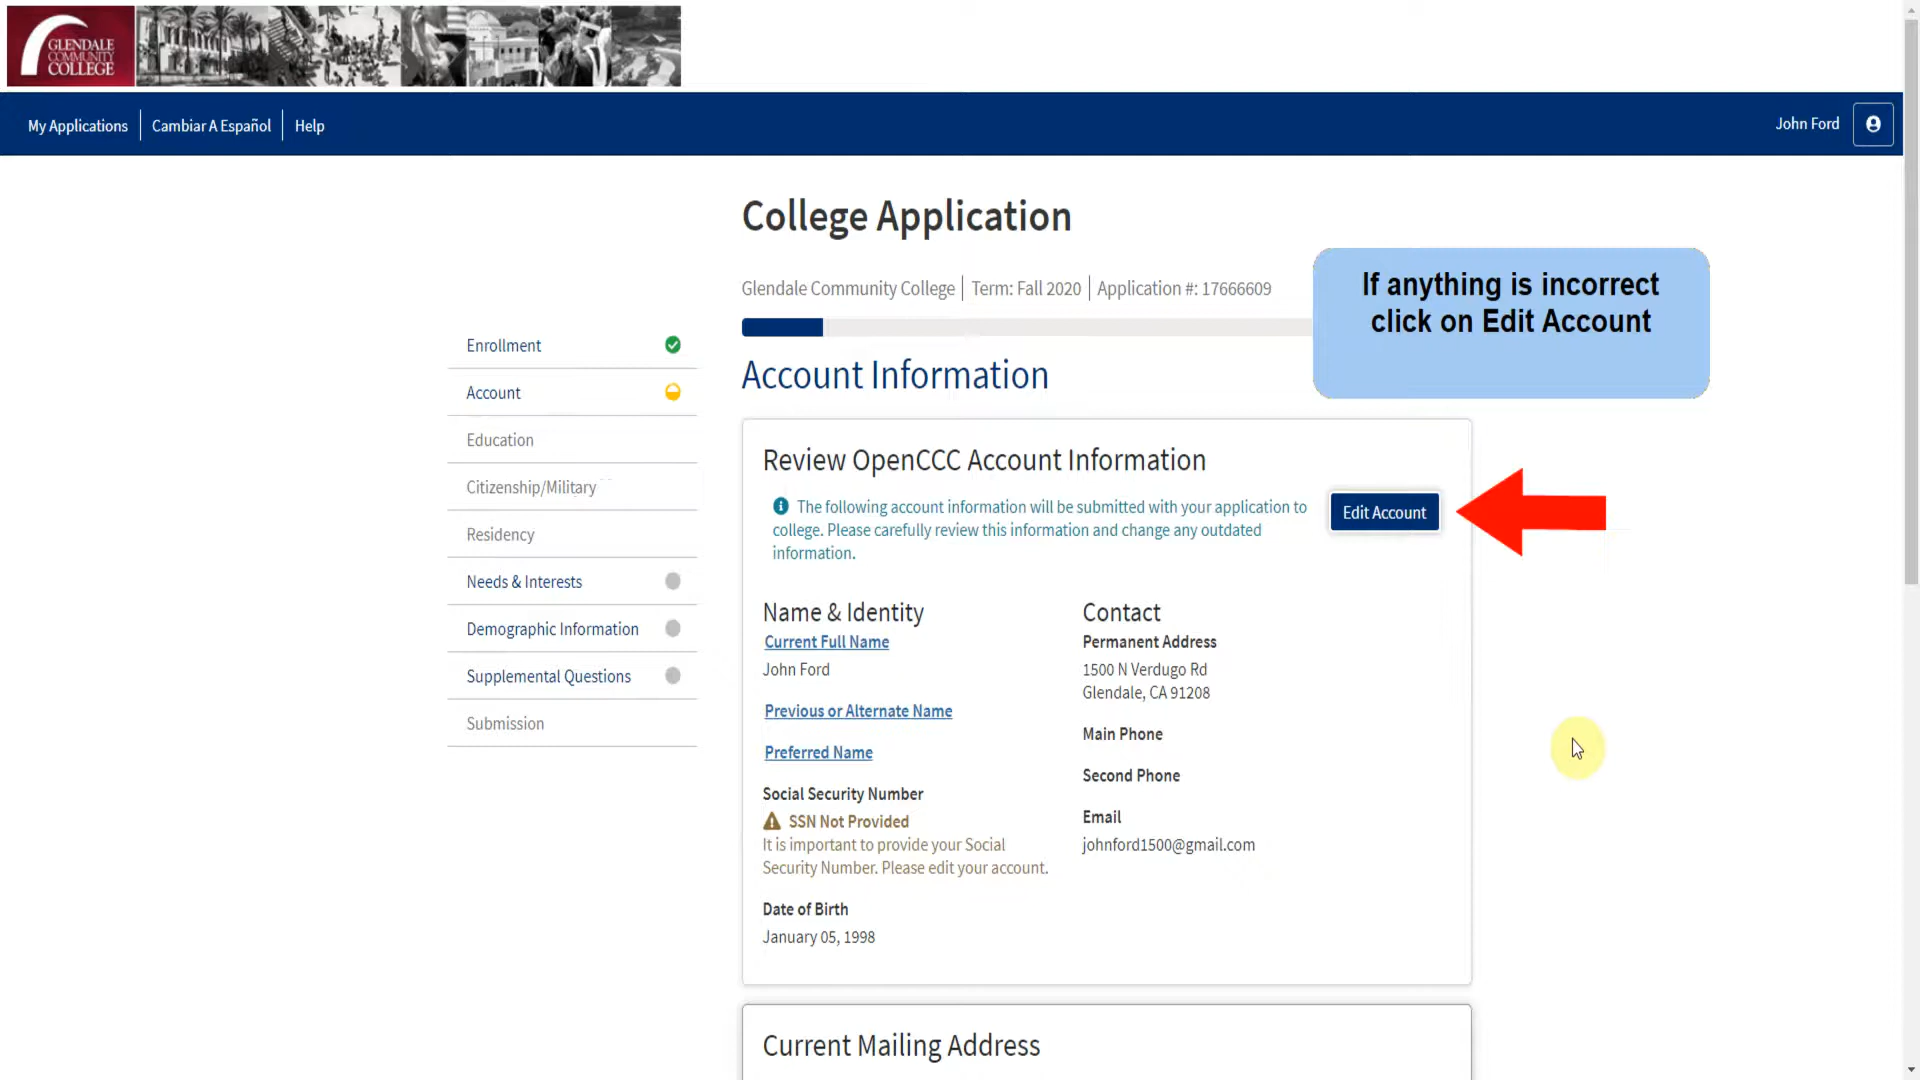 GLENDALE
COMMUNITY
COLLEGE
My Applications
Cambiar A Español
Help
John Ford
College Application
Glendale Community College
Term: Fall 2020
Application #: 17666609
If anything is incorrect
click on Edit Account
Enrollment
Account
Education
Citizenship/Military
Residency
Needs & Interests
Demographic Information
Supplemental Questions
Submission
Account Information
Review OpenCCC Account Information
The following account information will be submitted with your application to
college. Please carefully review this information and change any outdated
information.
Edit Account
Name & Identity
Current Full Name
John Ford
Previous or Alternate Name
Preferred Name
Social Security Number
SSN Not Provided
It is important to provide your Social
Security Number. Please edit your account.
Date of Birth
January 05, 1998
Contact
Permanent Address
1500 N Verdugo Rd
Glendale, CA 91208
Main Phone
Second Phone
Email
johnford1500@gmail.com
Current Mailing Address